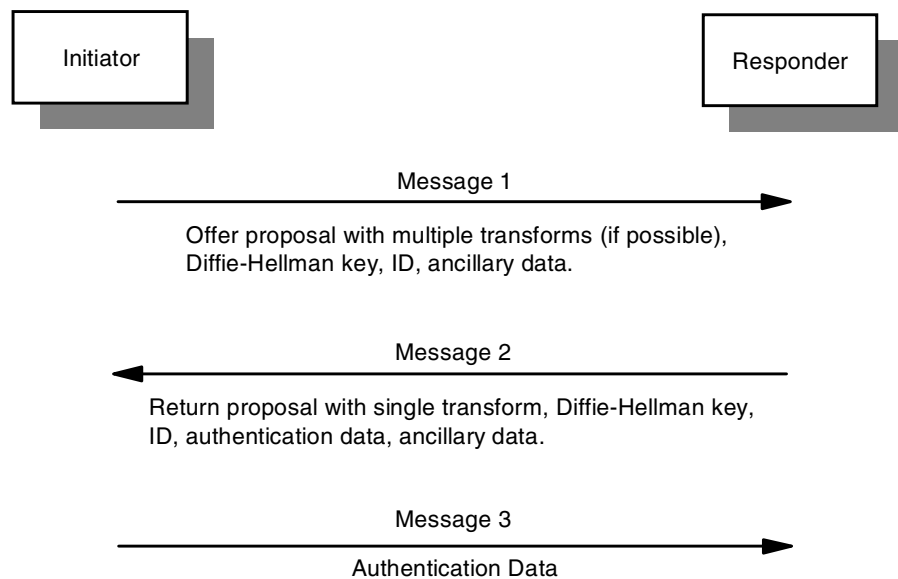 Initiator
Responder
Message 1
Offer proposal with multiple transforms (if possible),
Diffie-Hellman key, ID, ancillary data.
Message 2
Return proposal with single transform, Diffie-Hellman key,
ID, authentication data, ancillary data.
Message 3
Authentication Data